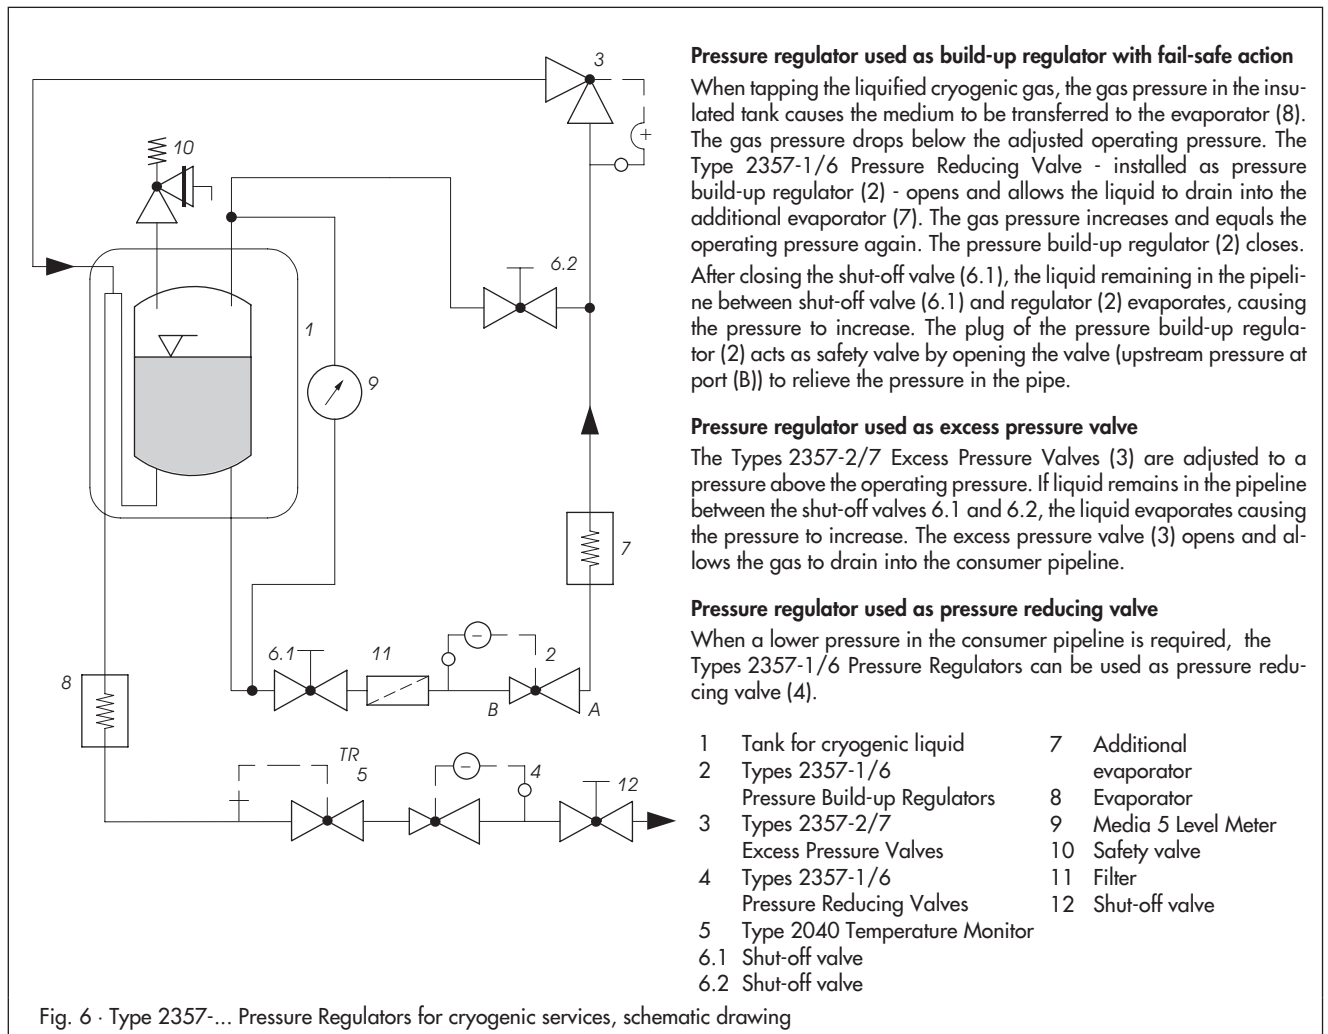 3
10
6.2
1
9
7
6.1
11
2
8
B
A
TR
5
4
12
Pressure regulator used as build-up regulator with fail-safe action
When tapping the liquified cryogenic gas, the gas pressure in the insu-
lated tank causes the medium to be transferred to the evaporator (8).
The gas pressure drops below the adjusted operating pressure. The
Type 2357-1/6 Pressure Reducing Valve - installed as pressure
build-up regulator (2) - opens and allows the liquid to drain into the
additional evaporator (7). The gas pressure increases and equals the
operating pressure again. The pressure build-up regulator (2) closes.
After closing the shut-off valve (6.1), the liquid remaining in the pipeli-
ne between shut-off valve (6.1) and regulator (2) evaporates, causing
the pressure to increase. The plug of the pressure build-up regula-
tor (2) acts as safety valve by opening the valve (upstream pressure at
port (B)) to relieve the pressure in the pipe.
Pressure regulator used as excess pressure valve
The Types 2357-2/7 Excess Pressure Valves (3) are adjusted to a
pressure above the operating pressure. If liquid remains in the pipeline
between the shut-off valves 6.1 and 6.2, the liquid evaporates causing
the pressure to increase. The excess pressure valve (3) opens and al-
lows the gas to drain into the consumer pipeline.
Pressure regulator used as pressure reducing valve
When a lower pressure in the consumer pipeline is required, the
Types 2357-1/6 Pressure Regulators can be used as pressure redu-
cing valve (4).
1 Tank for cryogenic liquid
2 Types 2357-1/6
Pressure Build-up Regulators
3 Types 2357-2/7
Excess Pressure Valves
4 Types 2357-1/6
Pressure Reducing Valves
5 Type 2040 Temperature Monitor
6.1 Shut-off valve
6.2 Shut-off valve
7 Additional
evaporator
8 Evaporator
9 Media 5 Level Meter
10 Safety valve
11 Filter
12 Shut-off valve
Fig. 6 · Type 2357-... Pressure Regulators for cryogenic services, schematic drawing